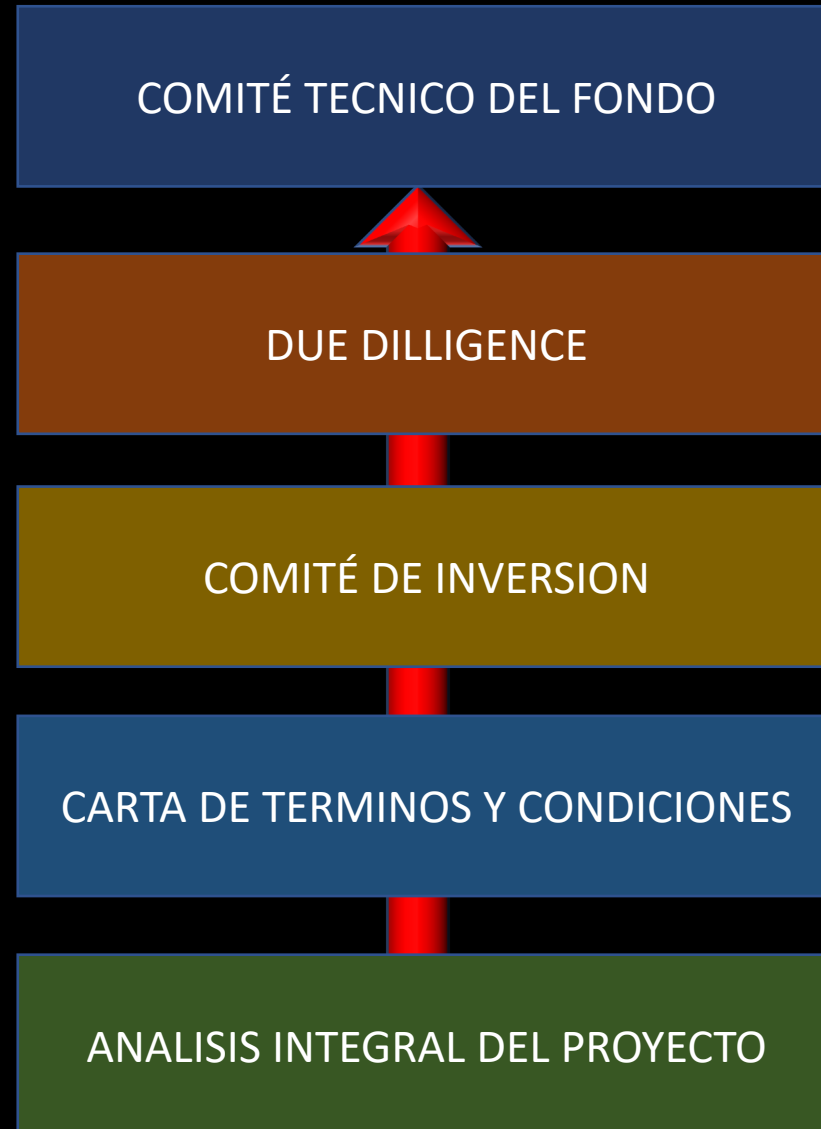 COMITÉ TECNICO DEL FONDO
DUE DILLIGENCE
COMITÉ DE INVERSION
CARTA DE TERMINOS Y CONDICIONES
ANALISIS INTEGRAL DEL PROYECTO